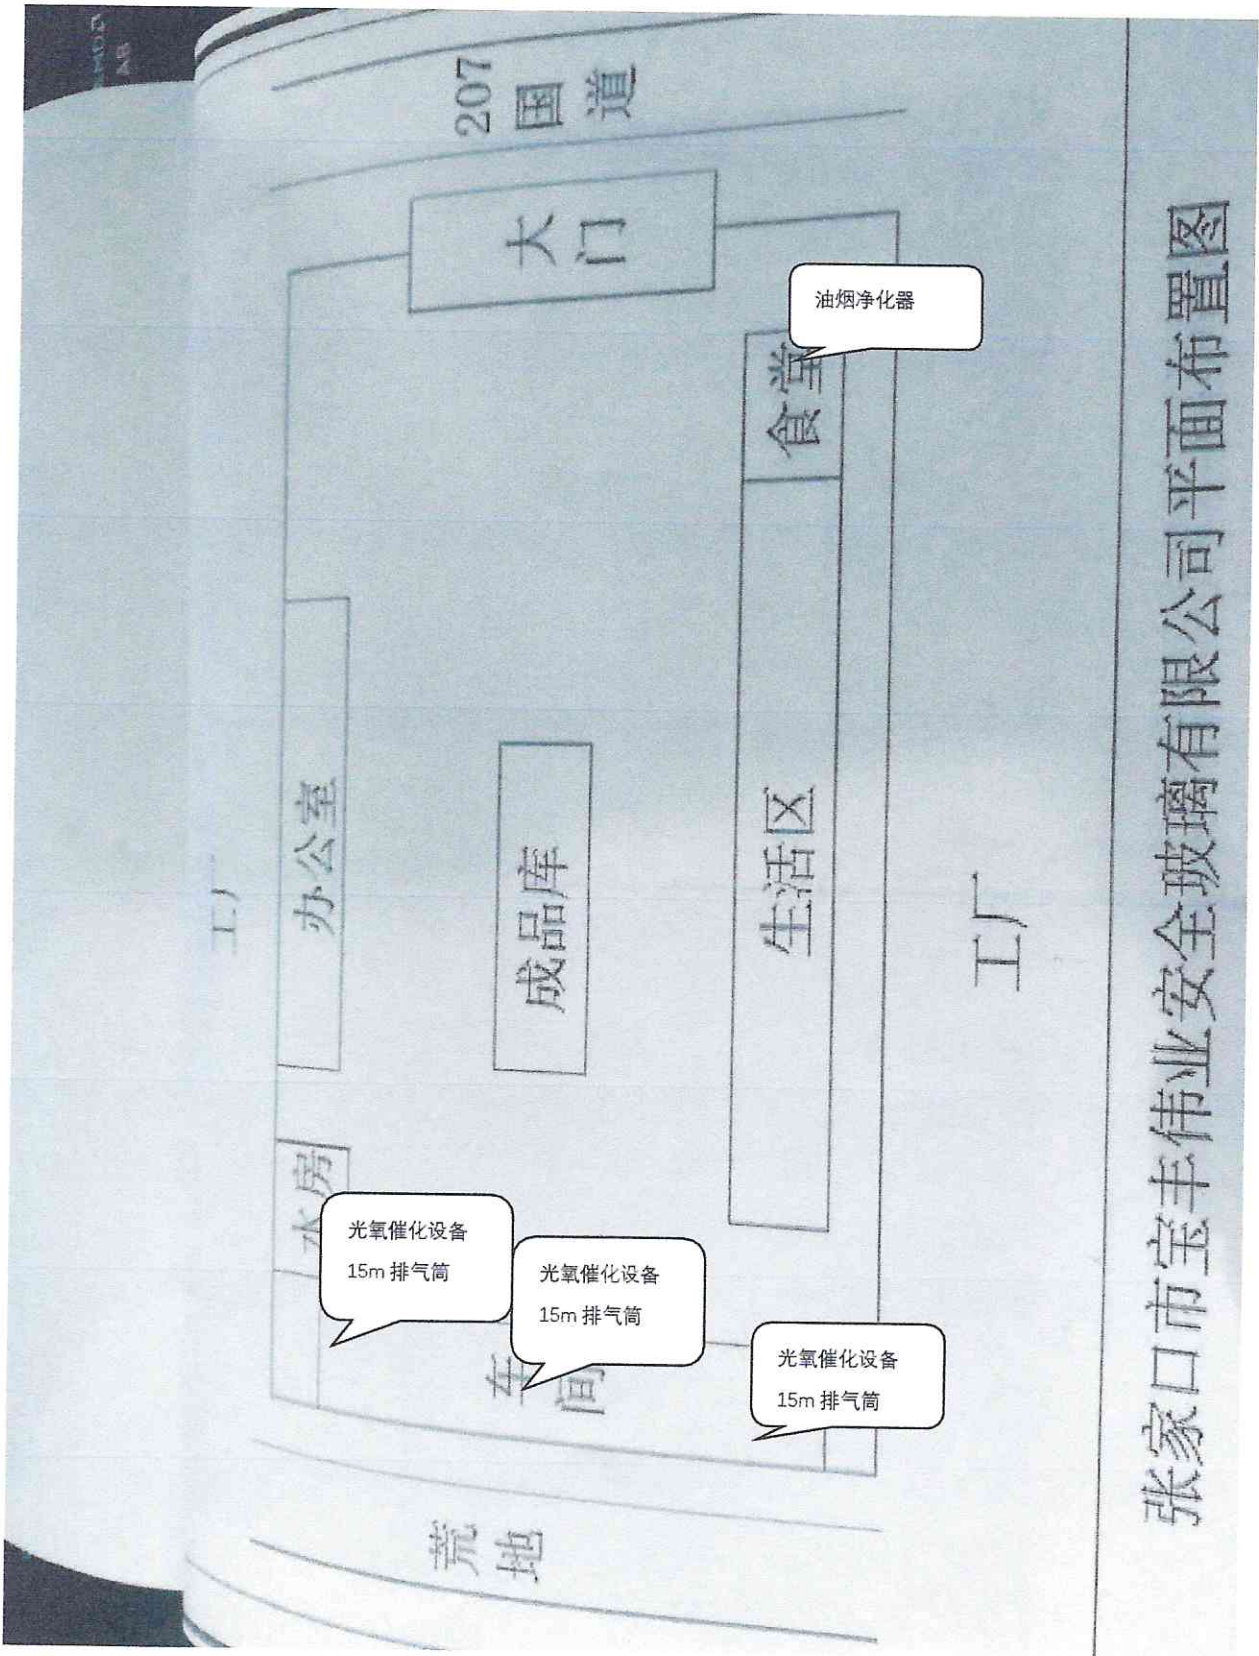 207
国道
大门
油烟净化器
食堂
办公室
工厂
成品库
生活区
工厂
水房
光氧催化设备
15m 排气筒
光氧催化设备
15m 排气筒
光氧催化设备
15m 排气筒
车间
荒地
张家口市宝丰伟业安全玻璃有限公司平面布置图